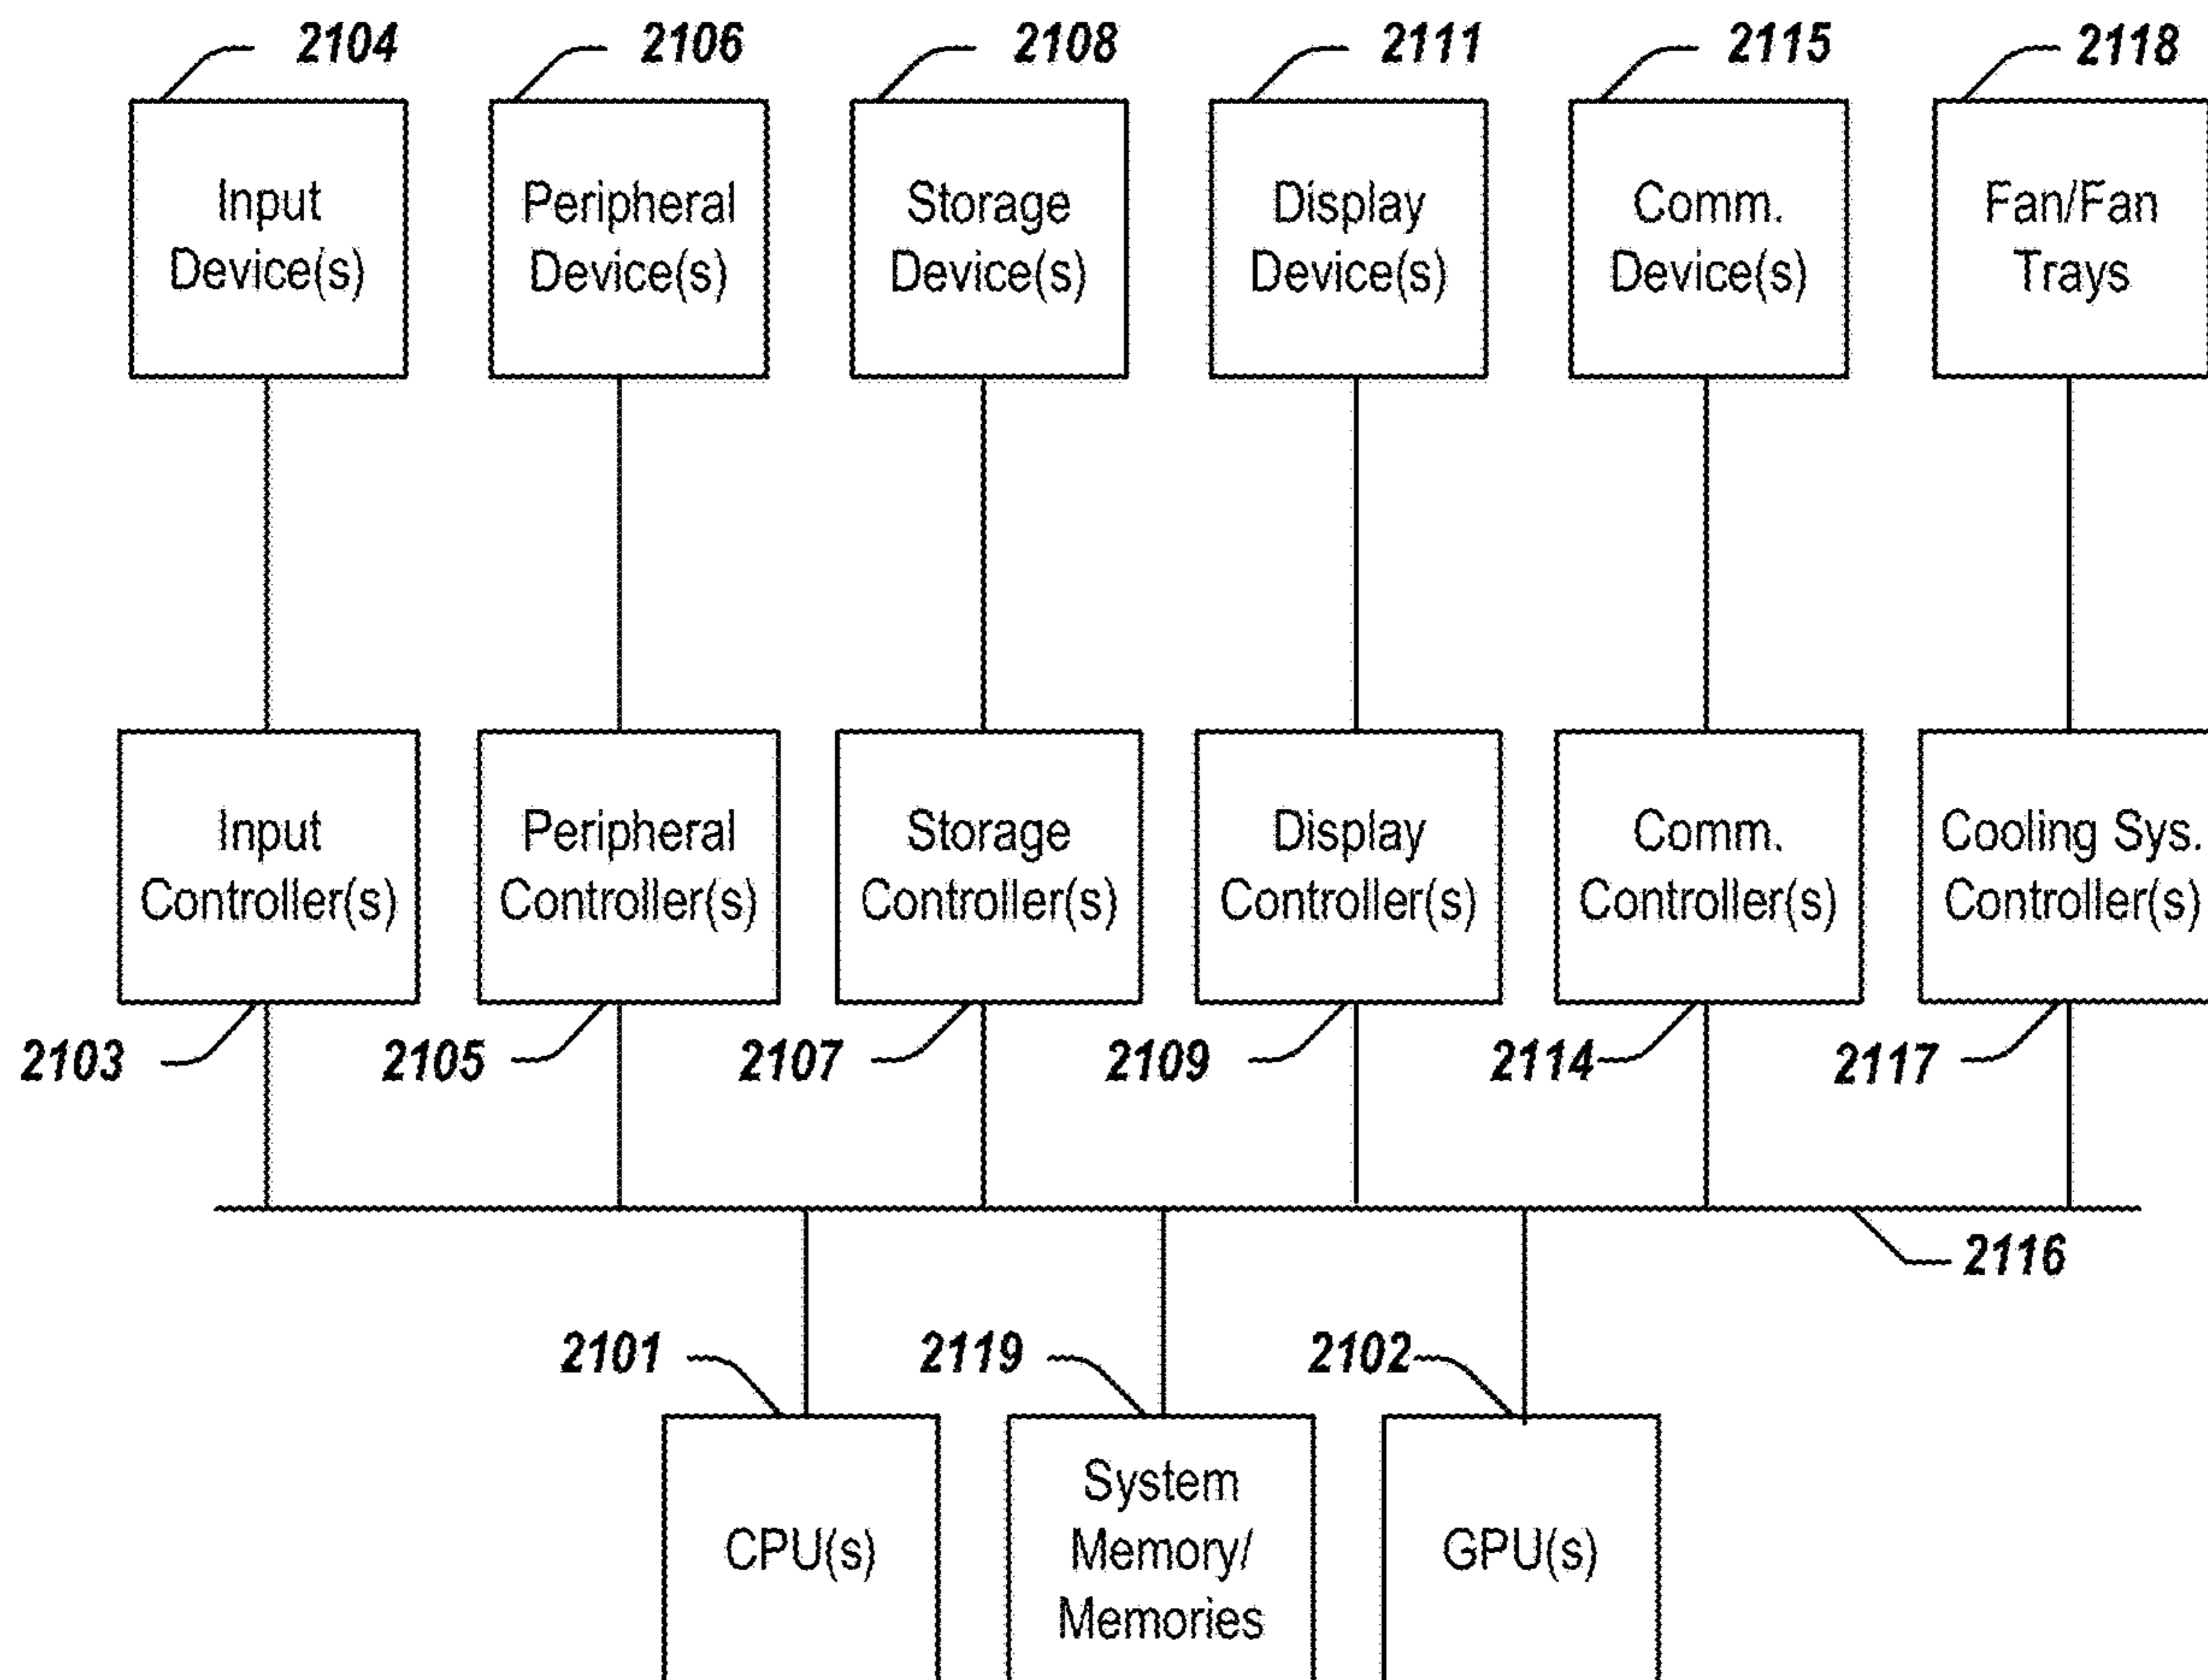 2104
2106
2108
2111
2115
2118
Input
Device(s)
Peripheral
Device(s)
Storage
Device(s)
Display
Device(s)
Comm.
Device(s)
Fan/Fan
Trays
Input
Controller(s)
Peripheral
Controller(s)
Storage
Controller(s)
Display
Controller(s)
Comm.
Controller(s)
Cooling Sys.
Controller(s)
2103
2105
2107
2109
2114
2117
2116
2101
2119
2102
CPU(s)
System
Memory/
Memories
GPU(s)